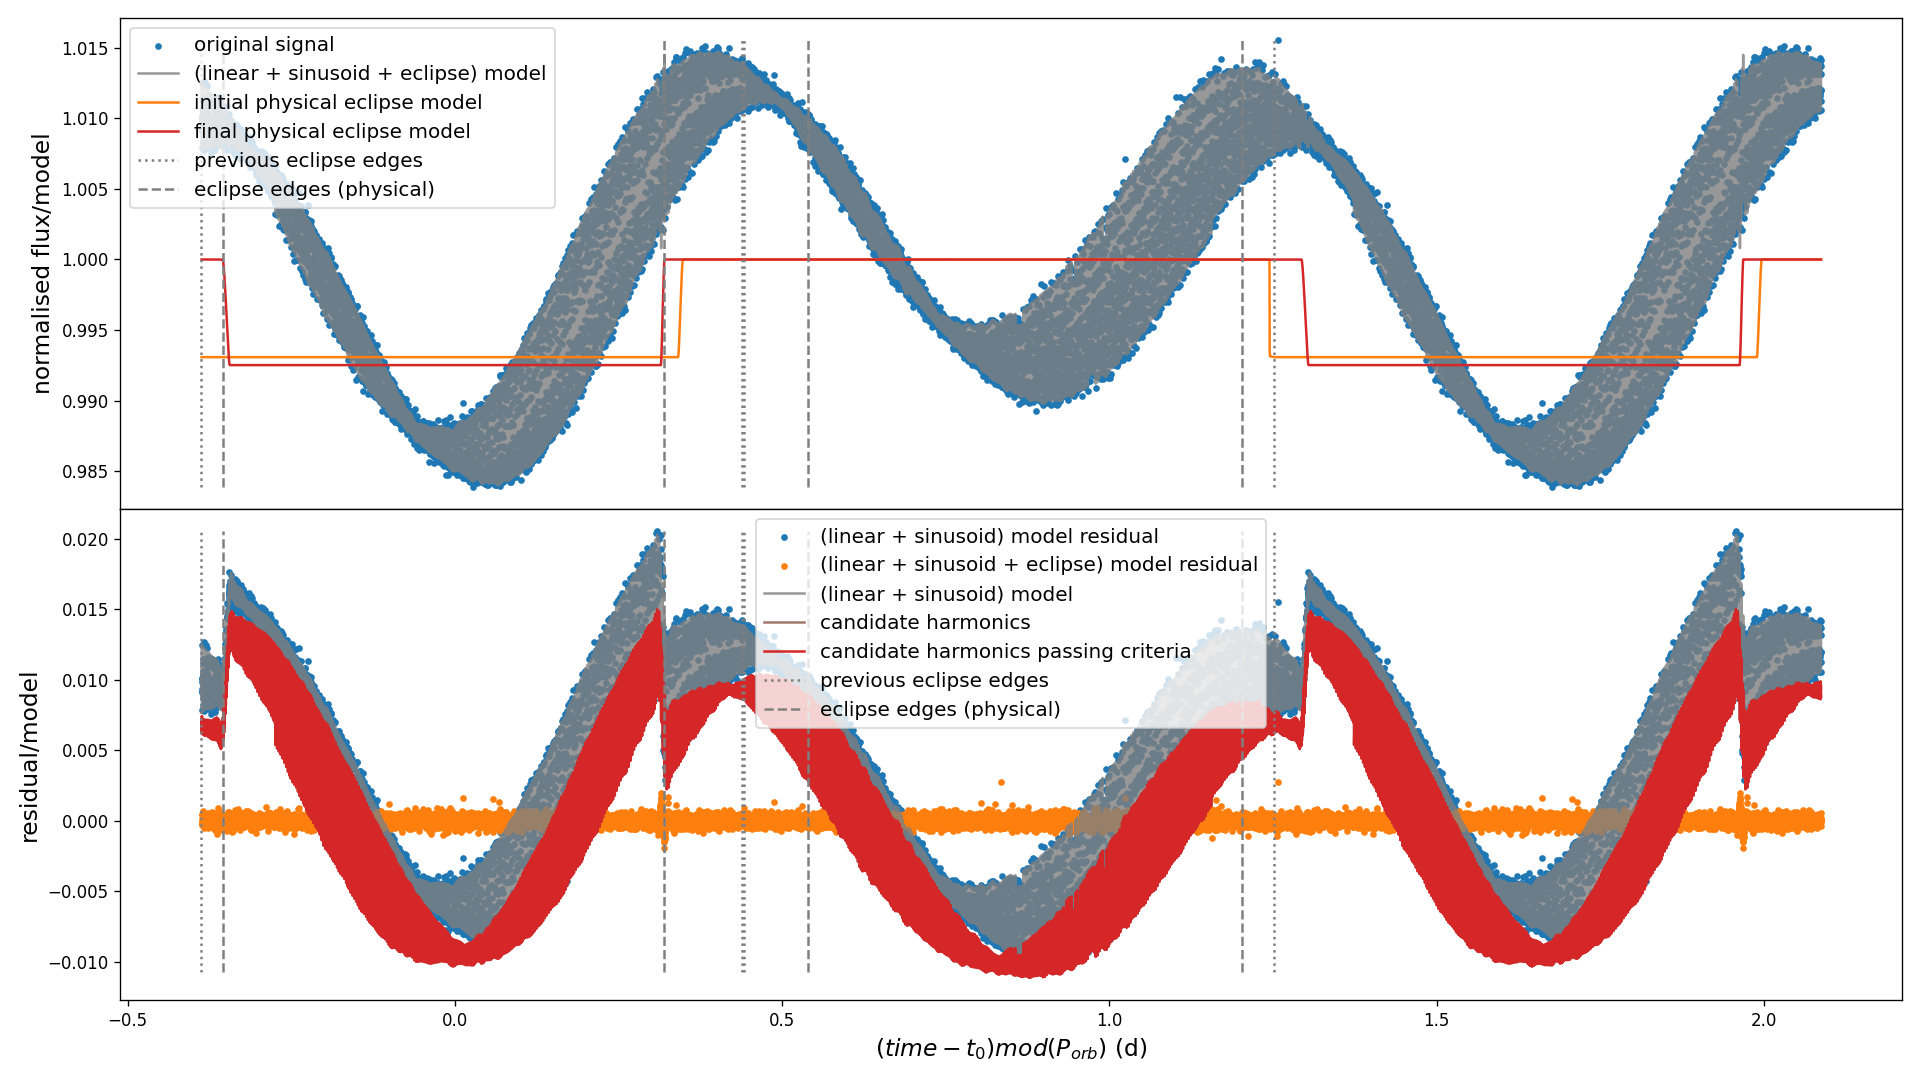 normalised flux/model
1.015
1.010
1.005
1.000
0.995
0.990
0.985
original signal
(linear + sinusoid + eclipse) model
initial physical eclipse model
final physical eclipse model
previous eclipse edges
eclipse edges (physical)
residual/model
0.020
0.015
0.010
0.005
0.000
−0.005
−0.010
(linear + sinusoid) model residual
(linear + sinusoid + eclipse) model residual
(linear + sinusoid) model
candidate harmonics
candidate harmonics passing criteria
previous eclipse edges
eclipse edges (physical)
−0.5 0.0 0.5 1.0 1.5 2.0
(time − t₀)mod(P_orb) (d)